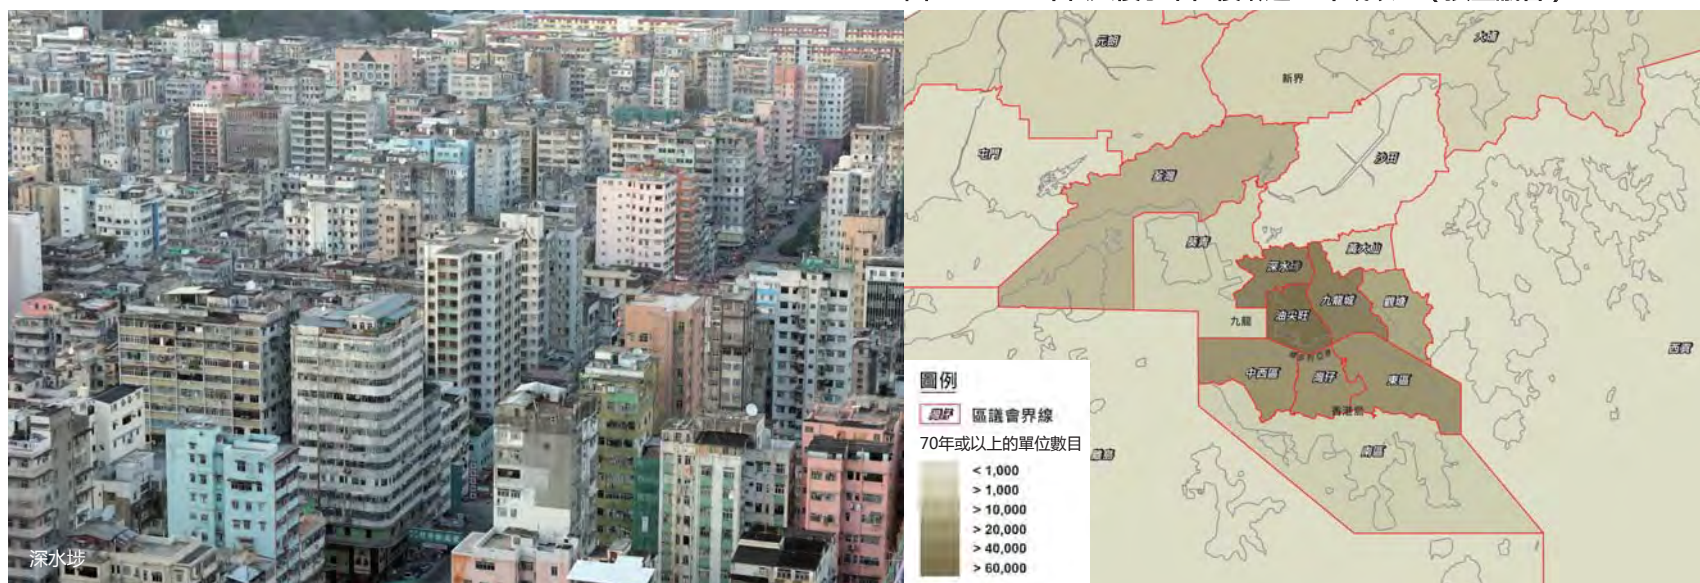 深水埗
元朗
大埔
新界
屯門
荃灣
沙田
葵青
黃大仙
深水埗
九龍城
觀塘
油尖旺
九龍
西貢
中西區
灣仔
東區
香港島
南區
離島
圖例
灣仔 區議會界線
70年或以上的單位數目
< 1,000
> 1,000
> 10,000
> 20,000
> 40,000
> 60,000